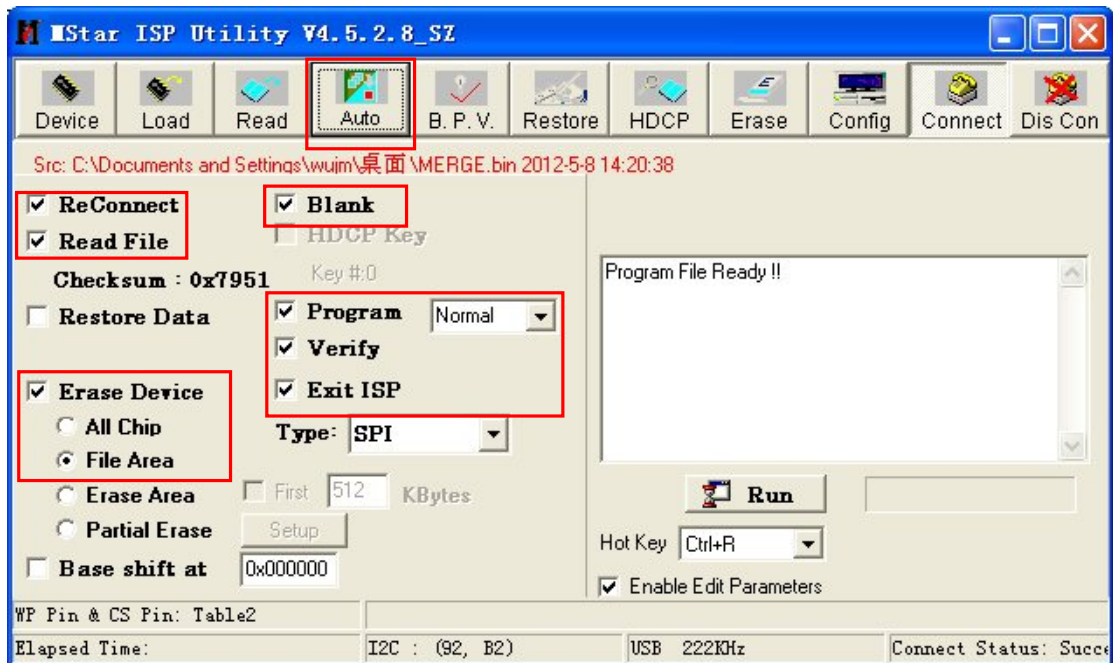 MStar ISP Utility V4.5.2.8_SZ
Device Load Read Auto B.P.V. Restore HDCP Erase Config Connect Dis Con
Src: C:\Documents and Settings\wujm\桌面\MERGE.bin 2012-5-8 14:20:38
ReConnect Blank
Read File HDCP Key
Checksum : 0x7951 Key #:0
Program File Ready !!
Restore Data Program Normal
Verify
Erase Device Exit ISP
All Chip Type: SPI
File Area
Erase Area First 512 KBytes
Run
Partial Erase Setup
Hot Key Ctrl+R
Base shift at 0x000000
Enable Edit Parameters
WP Pin & CS Pin: Table2
Elapsed Time: I2C : (92, B2) USB 222KHz Connect Status: Succe